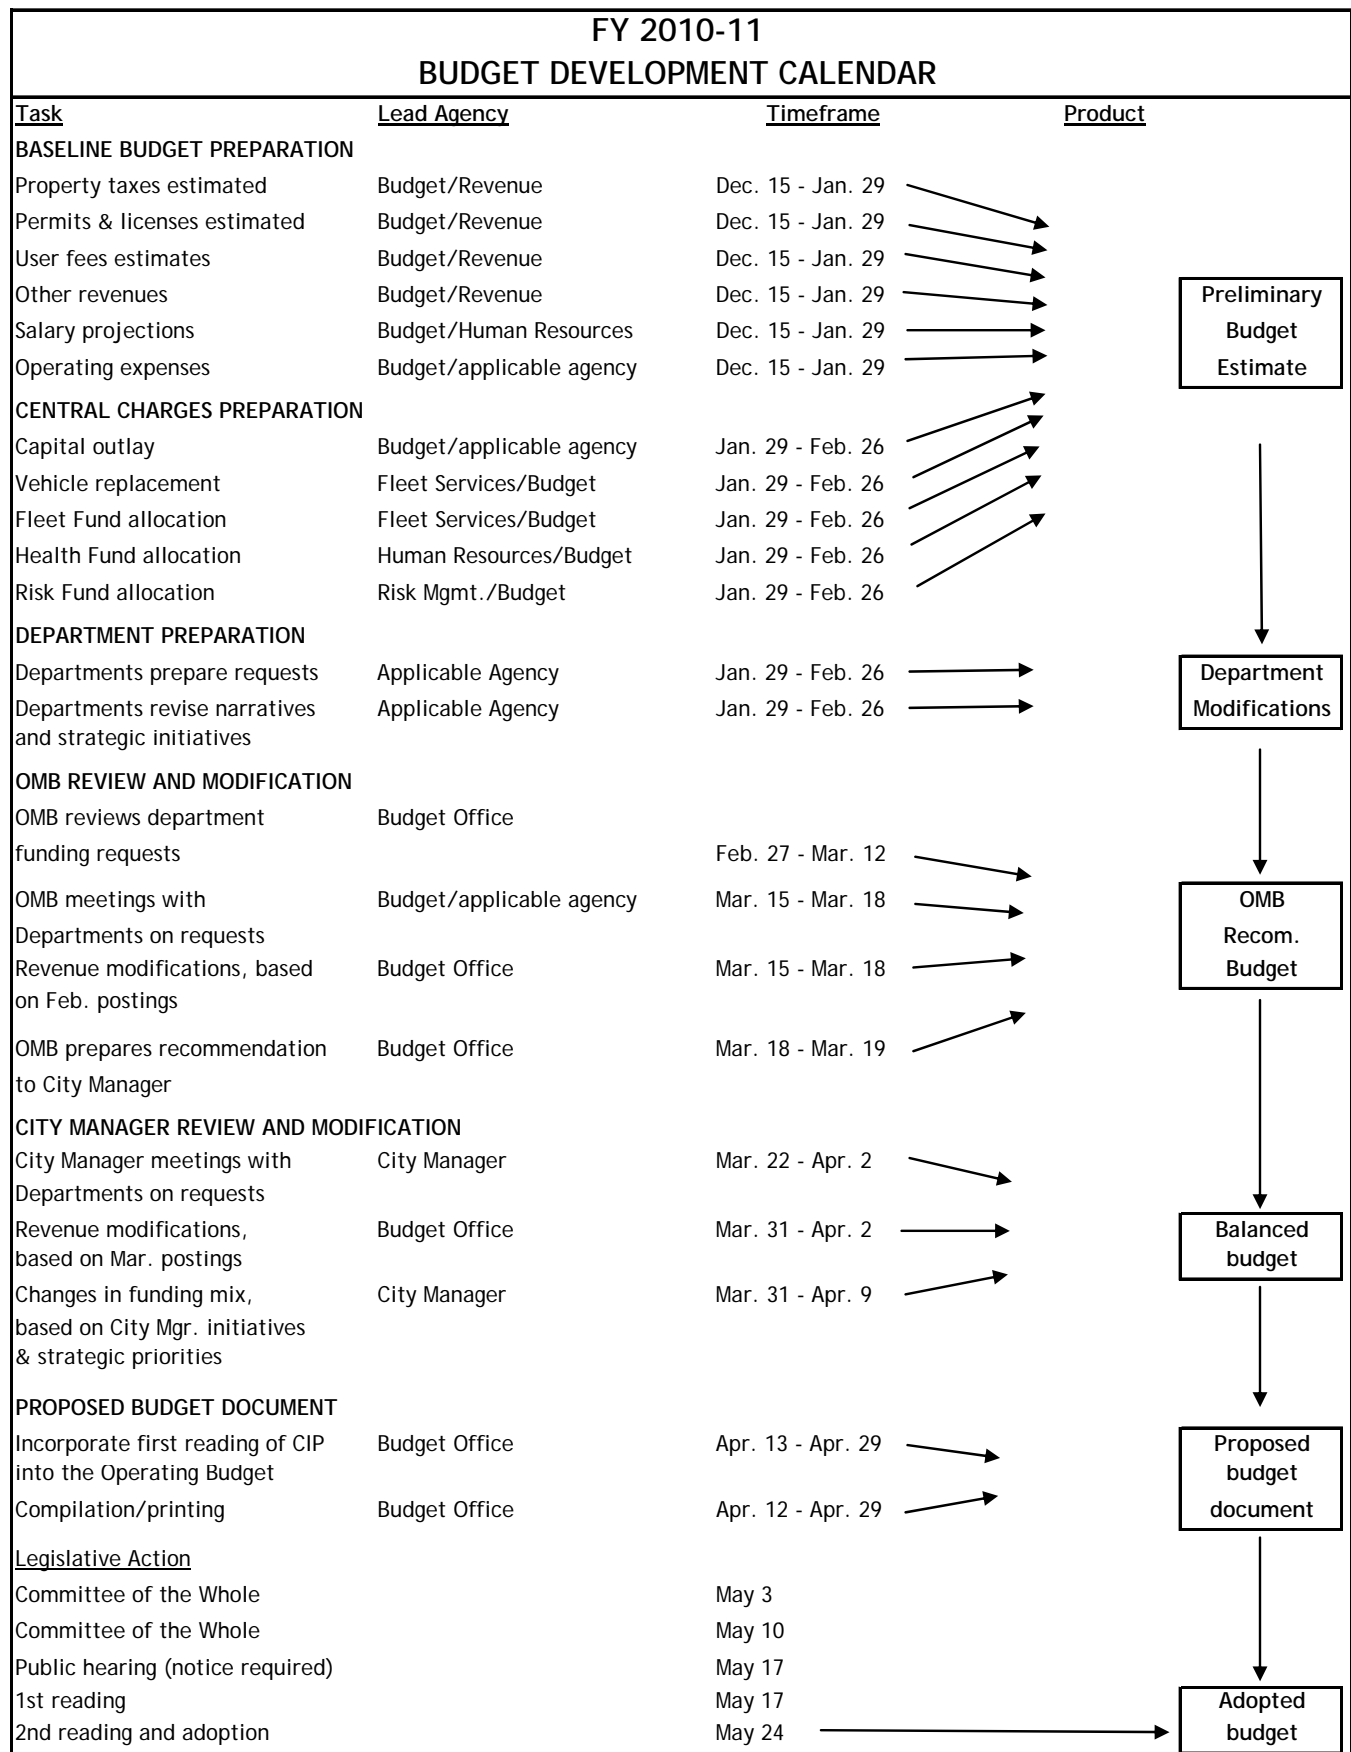 FY 2010-11
BUDGET DEVELOPMENT CALENDAR
Task Lead Agency Timeframe Product
BASELINE BUDGET PREPARATION
Property taxes estimated Budget/Revenue Dec. 15 - Jan. 29
Permits & licenses estimated Budget/Revenue Dec. 15 - Jan. 29
User fees estimates Budget/Revenue Dec. 15 - Jan. 29
Other revenues Budget/Revenue Dec. 15 - Jan. 29 Preliminary
Salary projections Budget/Human Resources Dec. 15 - Jan. 29 Budget
Operating expenses Budget/applicable agency Dec. 15 - Jan. 29 Estimate
CENTRAL CHARGES PREPARATION
Capital outlay Budget/applicable agency Jan. 29 - Feb. 26
Vehicle replacement Fleet Services/Budget Jan. 29 - Feb. 26
Fleet Fund allocation Fleet Services/Budget Jan. 29 - Feb. 26
Health Fund allocation Human Resources/Budget Jan. 29 - Feb. 26
Risk Fund allocation Risk Mgmt./Budget Jan. 29 - Feb. 26
DEPARTMENT PREPARATION
Departments prepare requests Applicable Agency Jan. 29 - Feb. 26 Department
Departments revise narratives Applicable Agency Jan. 29 - Feb. 26 Modifications
and strategic initiatives
OMB REVIEW AND MODIFICATION
OMB reviews department Budget Office
funding requests Feb. 27 - Mar. 12
OMB meetings with Budget/applicable agency Mar. 15 - Mar. 18 OMB
Departments on requests Recom.
Revenue modifications, based Budget Office Mar. 15 - Mar. 18 Budget
on Feb. postings
OMB prepares recommendation Budget Office Mar. 18 - Mar. 19
to City Manager
CITY MANAGER REVIEW AND MODIFICATION
City Manager meetings with City Manager Mar. 22 - Apr. 2
Departments on requests
Revenue modifications, Budget Office Mar. 31 - Apr. 2 Balanced
based on Mar. postings budget
Changes in funding mix, City Manager Mar. 31 - Apr. 9
based on City Mgr. initiatives
& strategic priorities
PROPOSED BUDGET DOCUMENT
Incorporate first reading of CIP Budget Office Apr. 13 - Apr. 29 Proposed
into the Operating Budget budget
Compilation/printing Budget Office Apr. 12 - Apr. 29 document
Legislative Action
Committee of the Whole May 3
Committee of the Whole May 10
Public hearing (notice required) May 17
1st reading May 17 Adopted
2nd reading and adoption May 24 budget